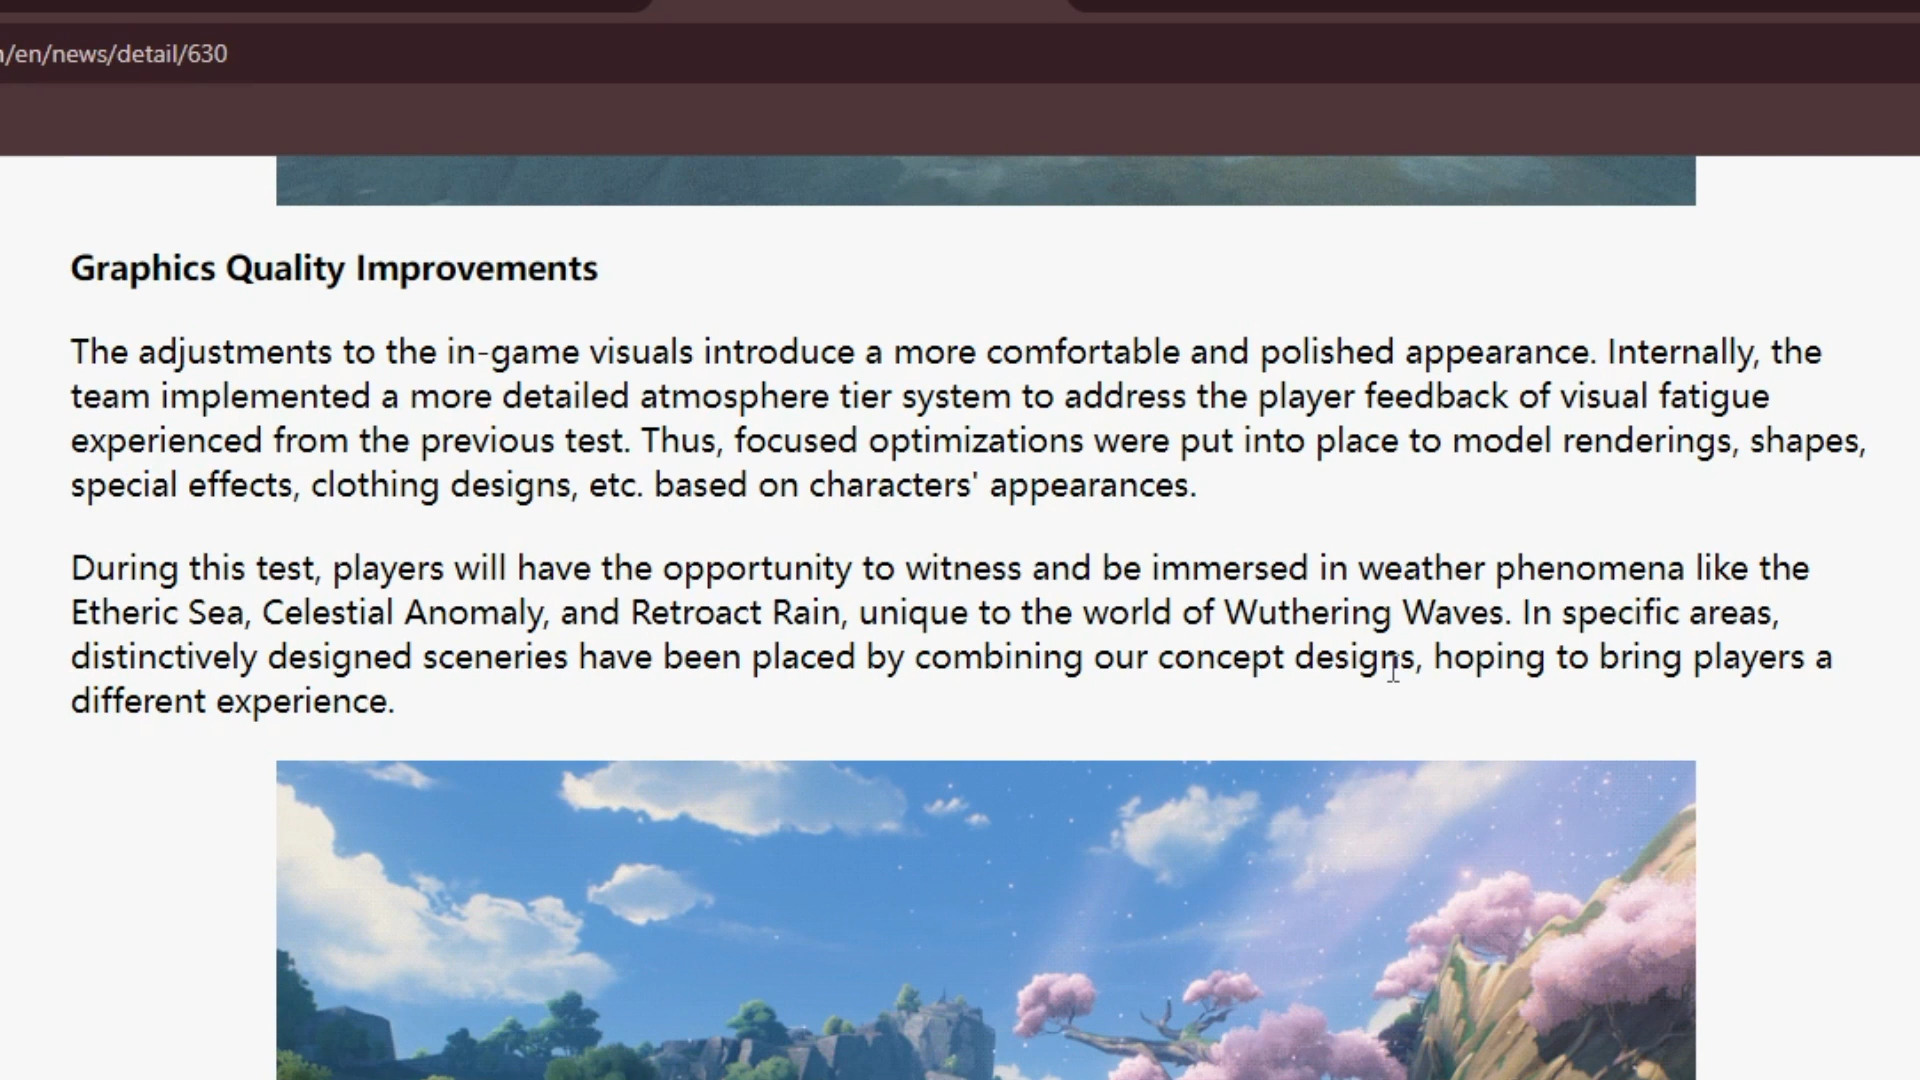 /en/news/detail/630
Graphics Quality Improvements
The adjustments to the in-game visuals introduce a more comfortable and polished appearance. Internally, the
team implemented a more detailed atmosphere tier system to address the player feedback of visual fatigue
experienced from the previous test. Thus, focused optimizations were put into place to model renderings, shapes,
special effects, clothing designs, etc. based on characters' appearances.
During this test, players will have the opportunity to witness and be immersed in weather phenomena like the
Etheric Sea, Celestial Anomaly, and Retroact Rain, unique to the world of Wuthering Waves. In specific areas,
distinctively designed sceneries have been placed by combining our concept designs, hoping to bring players a
different experience.